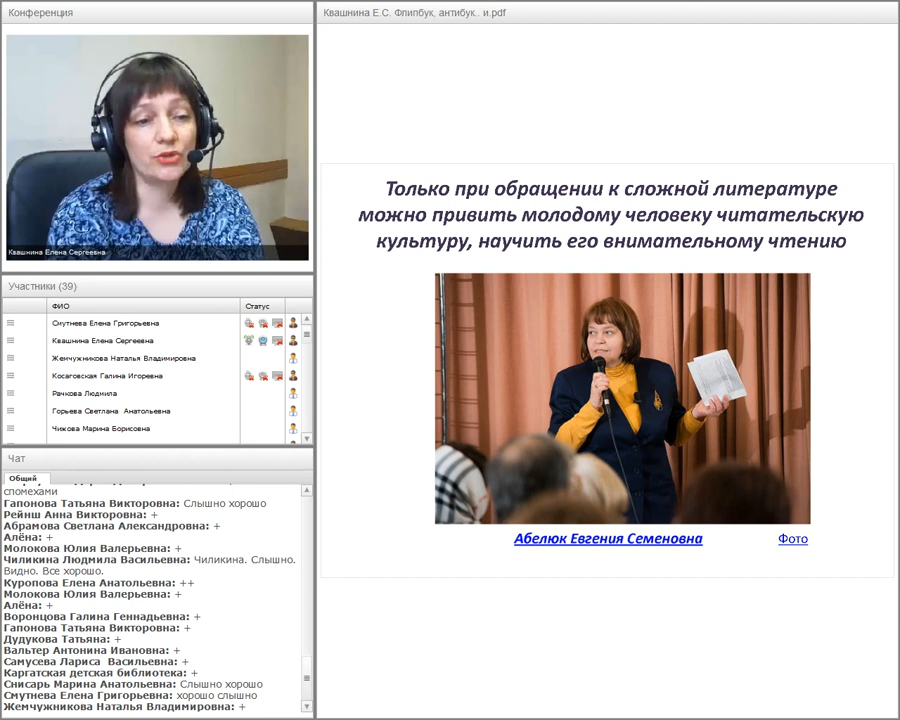 Конференция
Квашнина Елена Сергеевна
Участники (39)
ФИО Статус
Смутнева Елена Григорьевна
Квашнина Елена Сергеевна
Жемчужникова Наталья Владимировна
Косаговская Галина Игоревна
Рачкова Людмила
Горьева Светлана Анатольевна
Чижова Марина Борисовна
Чат
Общий
спомехами
Гапонова Татьяна Викторовна: Слышно хорошо
Рейнш Анна Викторовна: +
Абрамова Светлана Александровна: +
Алёна: +
Молокова Юлия Валерьевна: +
Чиликина Людмила Васильевна: Чиликина. Слышно.
Видно. Все хорошо.
Куропова Елена Анатольевна: ++
Молокова Юлия Валерьевна: +
Алёна: +
Воронцова Галина Геннадьевна: +
Гапонова Татьяна Викторовна: +
Дудукова Татьяна: +
Вальтер Антонина Ивановна: +
Самусева Лариса Васильевна: +
Каргатская детская библиотека: +
Снисарь Марина Анатольевна: Слышно хорошо
Смутнева Елена Григорьевна: хорошо слышно
Жемчужникова Наталья Владимировна: +
Квашнина Е.С. Флипбук, антибук.. и.pdf
Только при обращении к сложной литературе
можно привить молодому человеку читательскую
культуру, научить его внимательному чтению
Абелюк Евгения Семеновна Фото